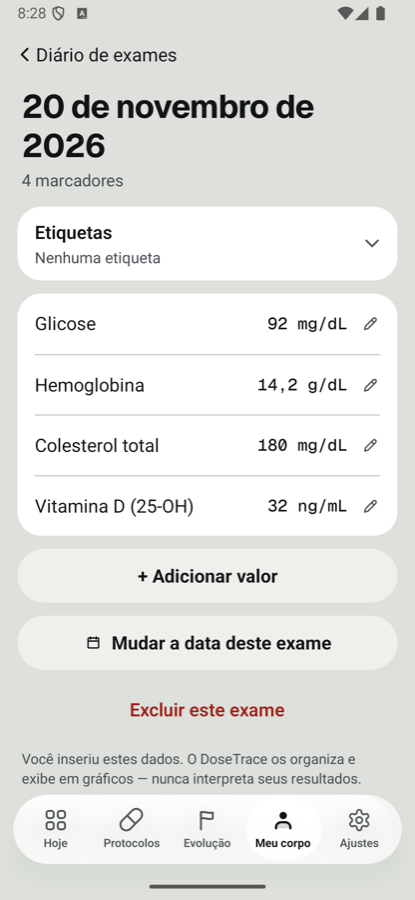 8:28
Diário de exames
20 de novembro de
2026
4 marcadores
Etiquetas
Nenhuma etiqueta
Glicose 92 mg/dL
Hemoglobina 14,2 g/dL
Colesterol total 180 mg/dL
Vitamina D (25-OH) 32 ng/mL
+ Adicionar valor
Mudar a data deste exame
Excluir este exame
Você inseriu estes dados. O DoseTrace os organiza e
exibe em gráficos — nunca interpreta seus resultados.
Hoje Protocolos Evolução Meu corpo Ajustes